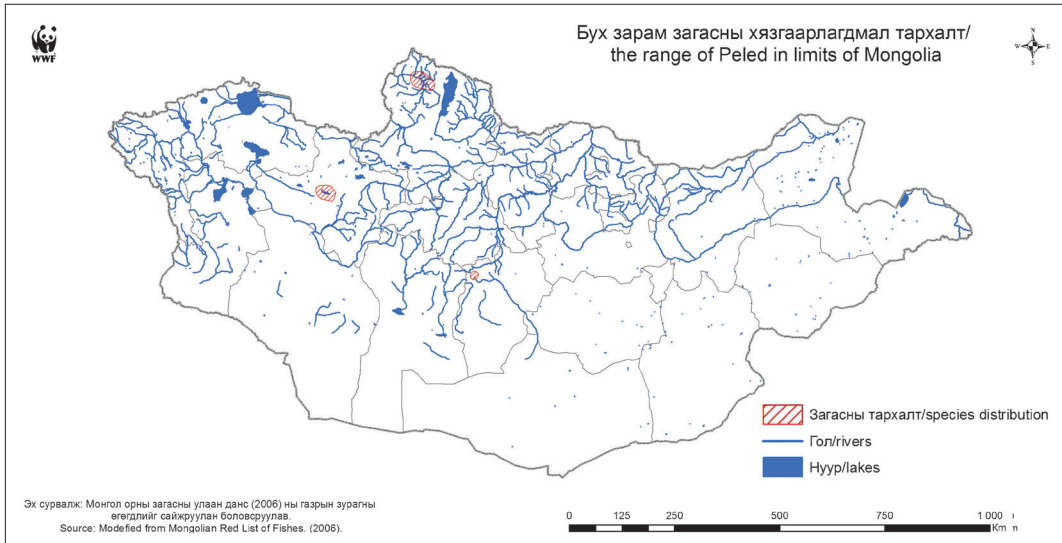 WWF
Бух зарам загасны хязгаарлагдмал тархалт/
the range of Peled in limits of Mongolia
N
W E
S
Загасны тархалт/species distribution
Гол/rivers
Нуур/lakes
Эх сурвалж: Монгол орны загасны улаан данс (2006) ны газрын зурагны
өгөгдлийг сайжруулан боловсруулав.
Source: Modefied from Mongolian Red List of Fishes. (2006).
0 125 250 500 750 1 000
Km